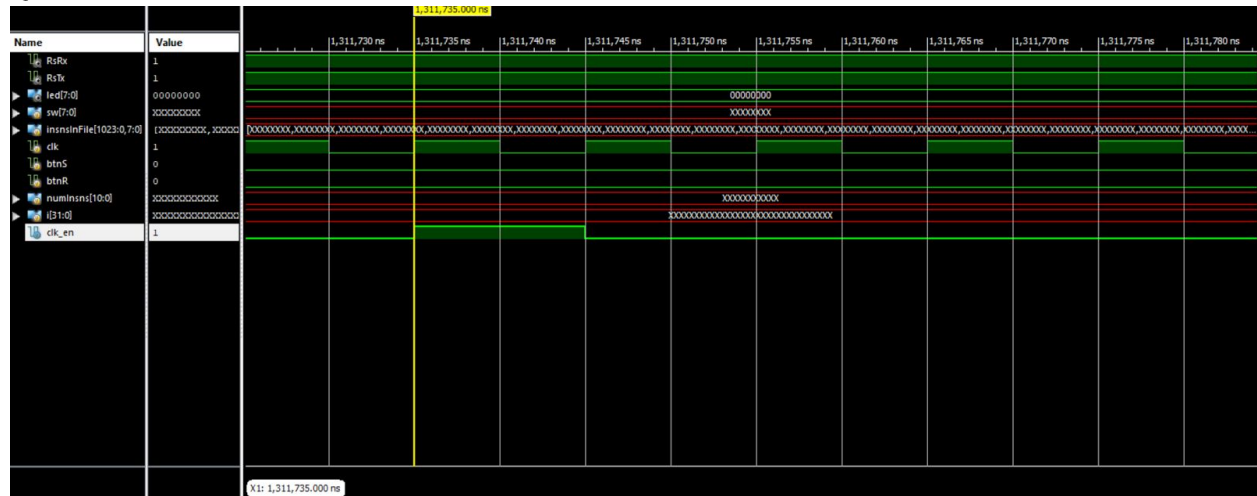 1,311,735.000 ns
Name Value 1,311,730 ns 1,311,735 ns 1,311,740 ns 1,311,745 ns 1,311,750 ns 1,311,755 ns 1,311,760 ns 1,311,765 ns 1,311,770 ns 1,311,775 ns 1,311,780 ns
RsRx 1
RsTx 1
led[7:0] 00000000 00000000
sw[7:0] XXXXXXXX XXXXXXXX
insnsInFile[1023:0,7:0]
clk 1
btnS 0
btnR 0
numInsns[10:0] XXXXXXXXXXX XXXXXXXXXXX
i[31:0]
clk_en 1
X1: 1,311,735.000 ns